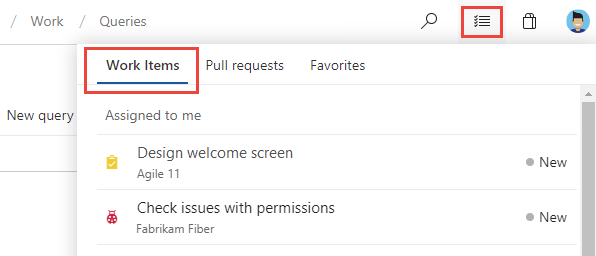 / Work / Queries
Work Items Pull requests Favorites
New query
Assigned to me
Design welcome screen
New
Agile 11
Check issues with permissions
New
Fabrikam Fiber